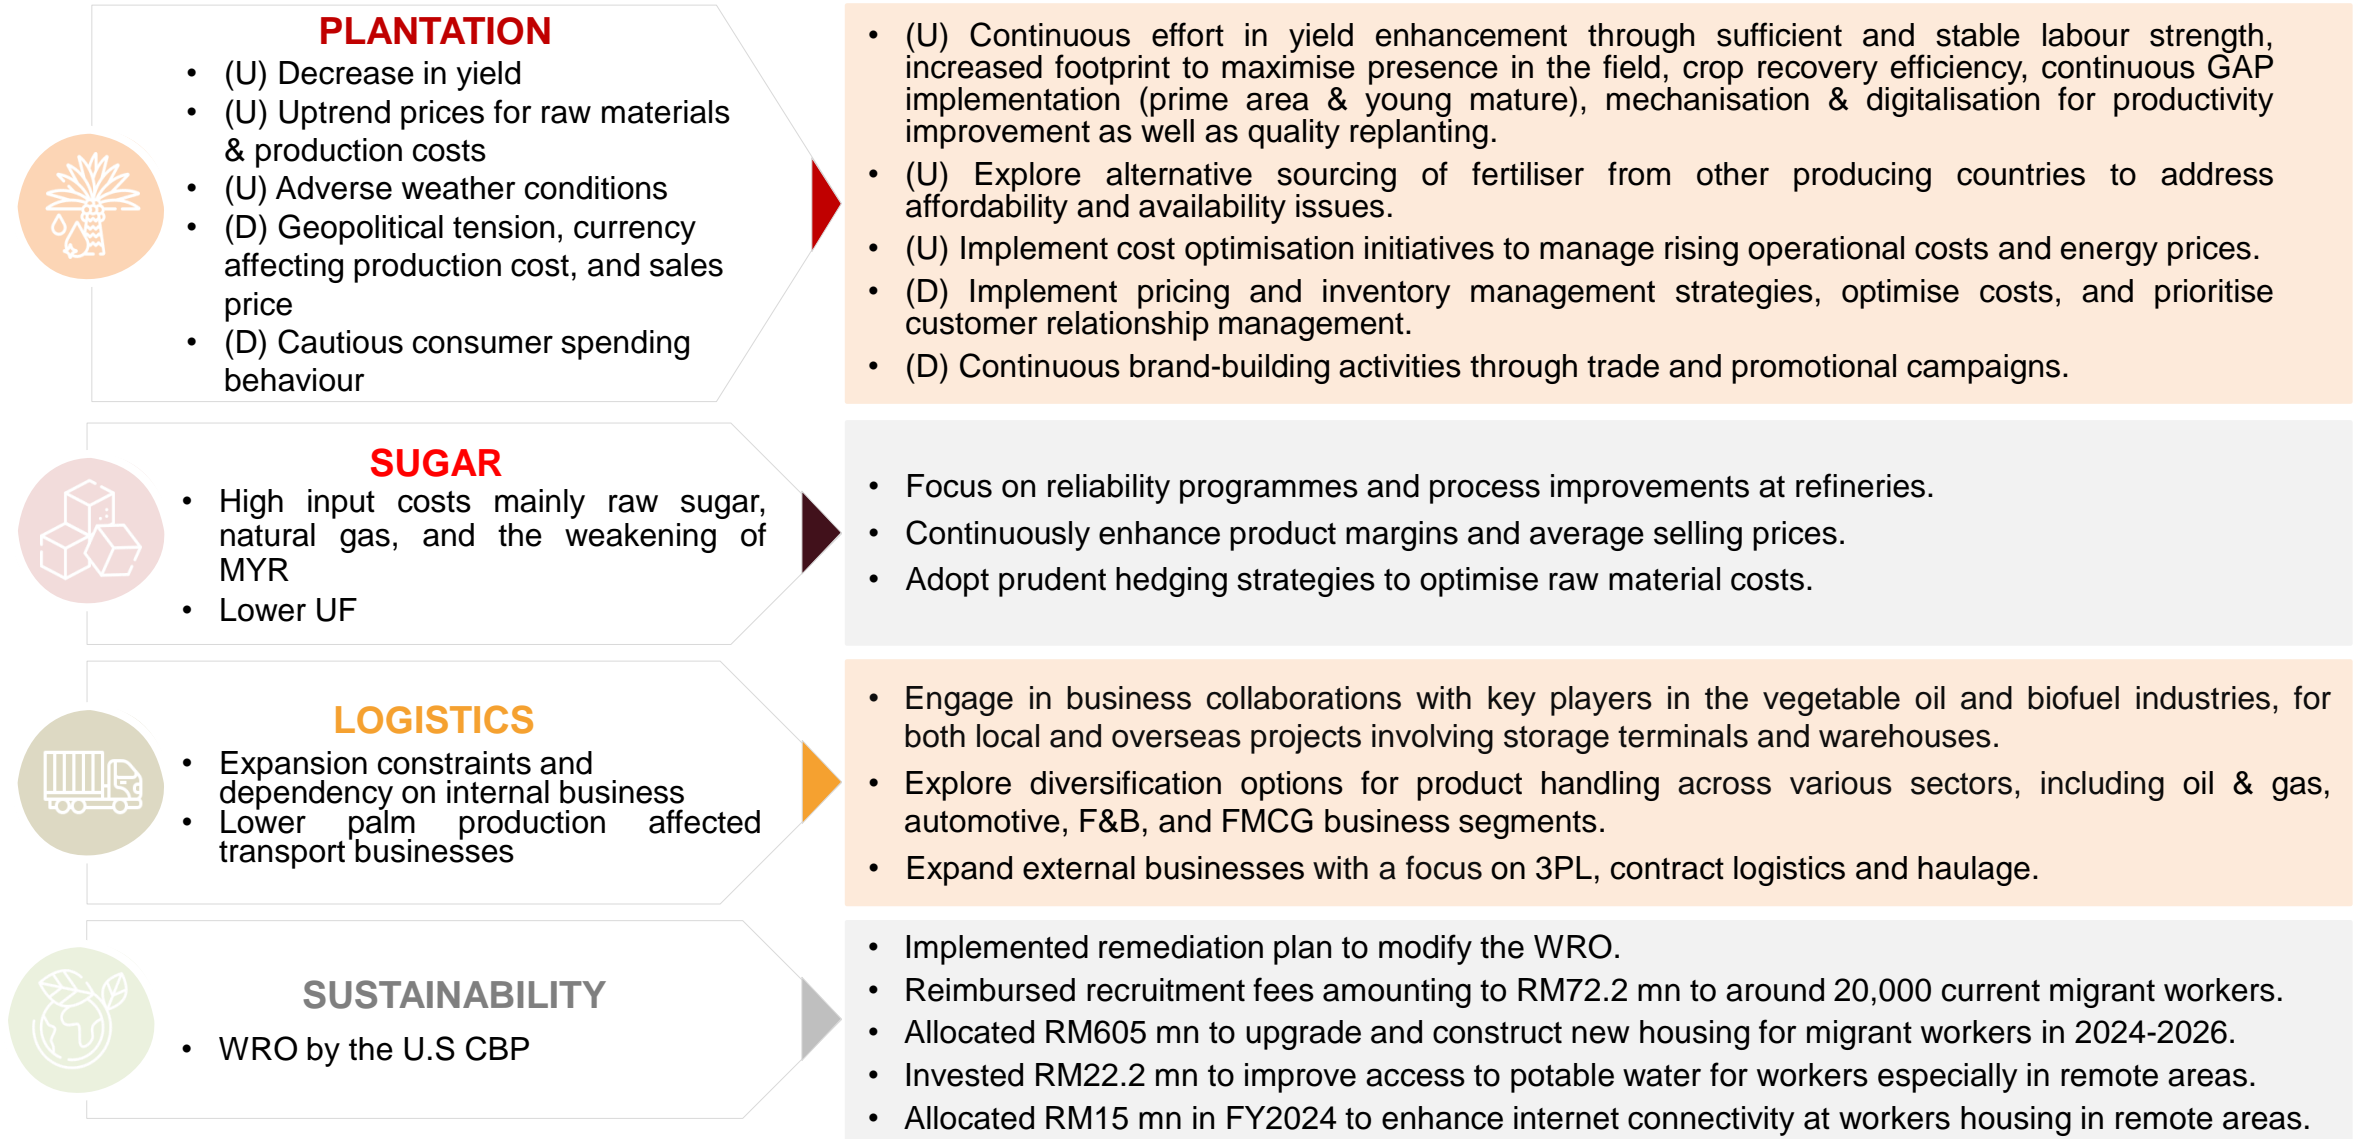 PLANTATION
• (U) Decrease in yield
• (U) Uptrend prices for raw materials
& production costs
• (U) Adverse weather conditions
• (D) Geopolitical tension, currency
affecting production cost, and sales
price
• (D) Cautious consumer spending
behaviour
• (U) Continuous effort in yield enhancement through sufficient and stable labour strength,
increased footprint to maximise presence in the field, crop recovery efficiency, continuous GAP
implementation (prime area & young mature), mechanisation & digitalisation for productivity
improvement as well as quality replanting.
• (U) Explore alternative sourcing of fertiliser from other producing countries to address
affordability and availability issues.
• (U) Implement cost optimisation initiatives to manage rising operational costs and energy prices.
• (D) Implement pricing and inventory management strategies, optimise costs, and prioritise
customer relationship management.
• (D) Continuous brand-building activities through trade and promotional campaigns.
SUGAR
• High input costs mainly raw sugar,
natural gas, and the weakening of
MYR
• Lower UF
• Focus on reliability programmes and process improvements at refineries.
• Continuously enhance product margins and average selling prices.
• Adopt prudent hedging strategies to optimise raw material costs.
LOGISTICS
• Expansion constraints and
dependency on internal business
• Lower palm production affected
transport businesses
• Engage in business collaborations with key players in the vegetable oil and biofuel industries, for
both local and overseas projects involving storage terminals and warehouses.
• Explore diversification options for product handling across various sectors, including oil & gas,
automotive, F&B, and FMCG business segments.
• Expand external businesses with a focus on 3PL, contract logistics and haulage.
SUSTAINABILITY
• WRO by the U.S CBP
• Implemented remediation plan to modify the WRO.
• Reimbursed recruitment fees amounting to RM72.2 mn to around 20,000 current migrant workers.
• Allocated RM605 mn to upgrade and construct new housing for migrant workers in 2024-2026.
• Invested RM22.2 mn to improve access to potable water for workers especially in remote areas.
• Allocated RM15 mn in FY2024 to enhance internet connectivity at workers housing in remote areas.